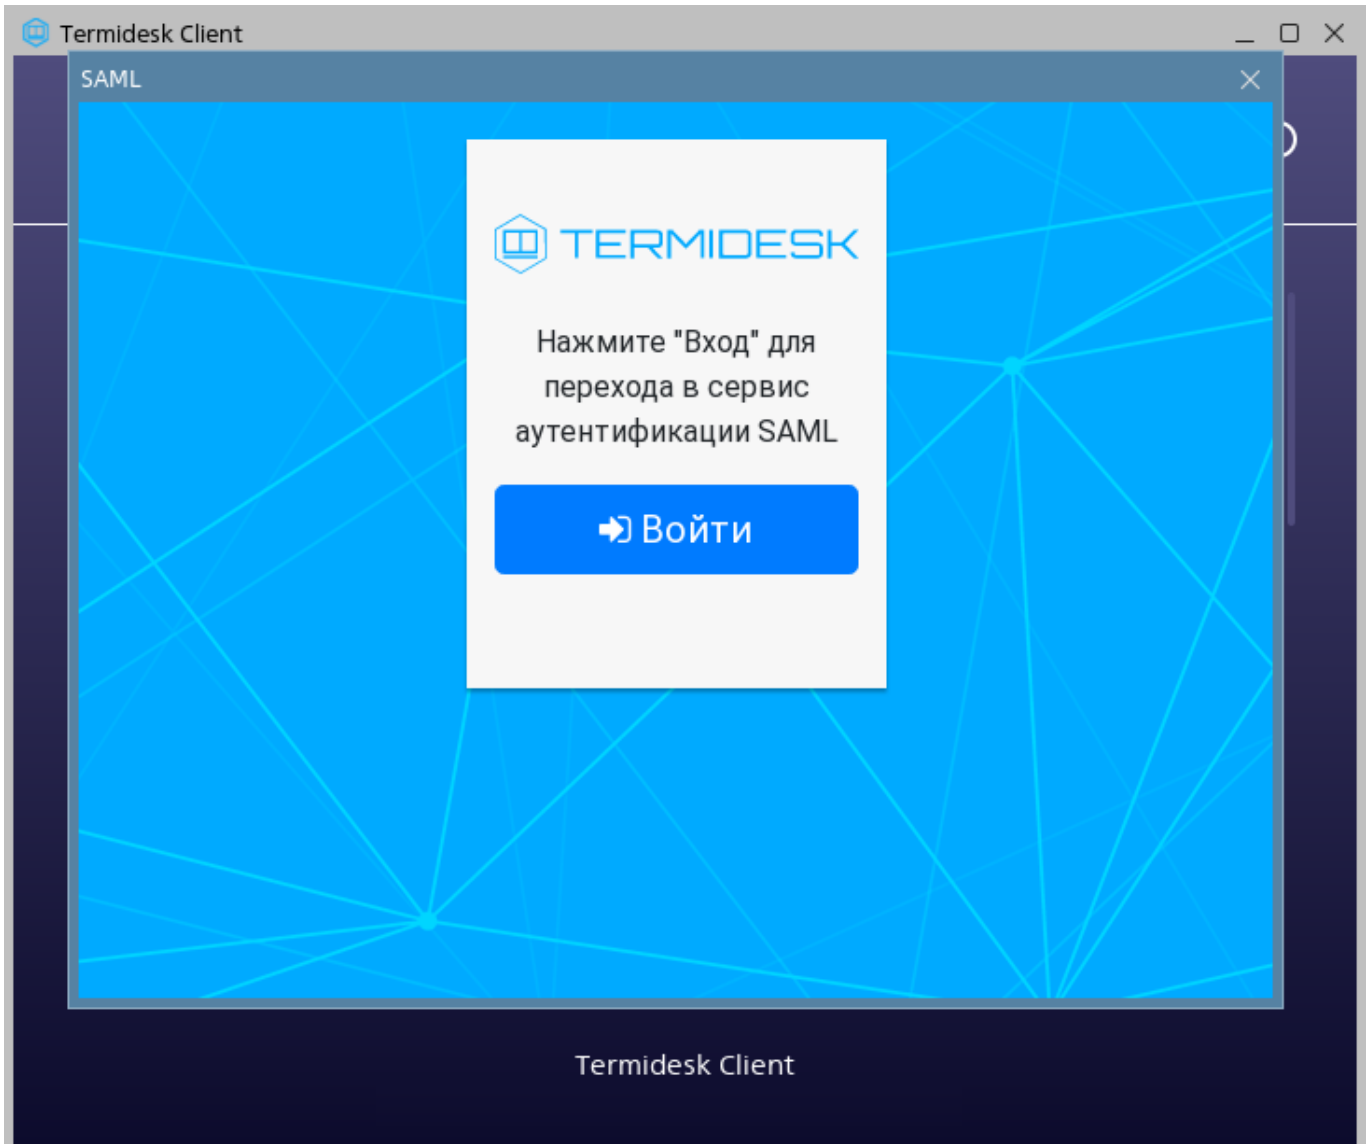 Termidesk Client
SAML
TERMIDESK
Нажмите "Вход" для
перехода в сервис
аутентификации SAML
Войти
Termidesk Client